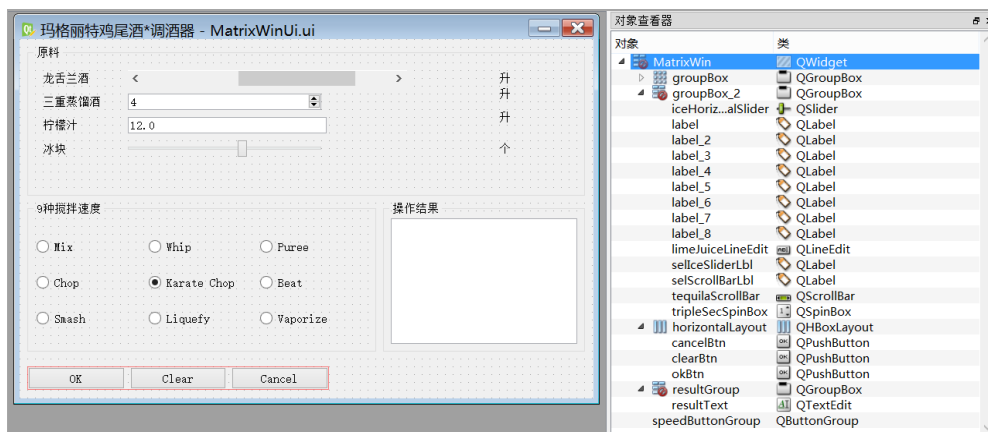 玛格丽特鸡尾酒*调酒器 - MatrixWinUi.ui
原料
龙舌兰酒 < > 升
三重蒸馏酒 4 升
柠檬汁 12.0 升
冰块 个
9种搅拌速度
Mix Whip Puree
Chop Karate Chop Beat
Smash Liquefy Vaporize
操作结果
OK Clear Cancel
对象查看器
对象 类
MatrixWin QWidget
groupBox QGroupBox
groupBox_2 QGroupBox
iceHoriz...alSlider QSlider
label QLabel
label_2 QLabel
label_3 QLabel
label_4 QLabel
label_5 QLabel
label_6 QLabel
label_7 QLabel
label_8 QLabel
limeJuiceLineEdit QLineEdit
selIceSliderLbl QLabel
selScrollBarLbl QLabel
tequilaScrollBar QScrollBar
tripleSecSpinBox QSpinBox
horizontalLayout QHBoxLayout
cancelBtn QPushButton
clearBtn QPushButton
okBtn QPushButton
resultGroup QGroupBox
resultText QTextEdit
speedButtonGroup QButtonGroup